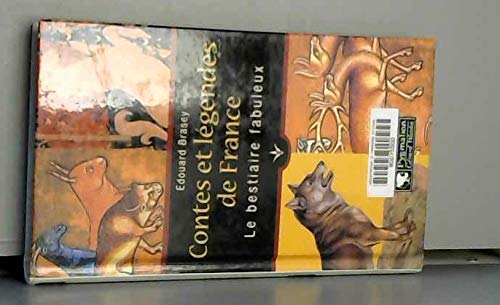 Edouard Brasey
Contes et légendes
de France
Le bestiaire fabuleux